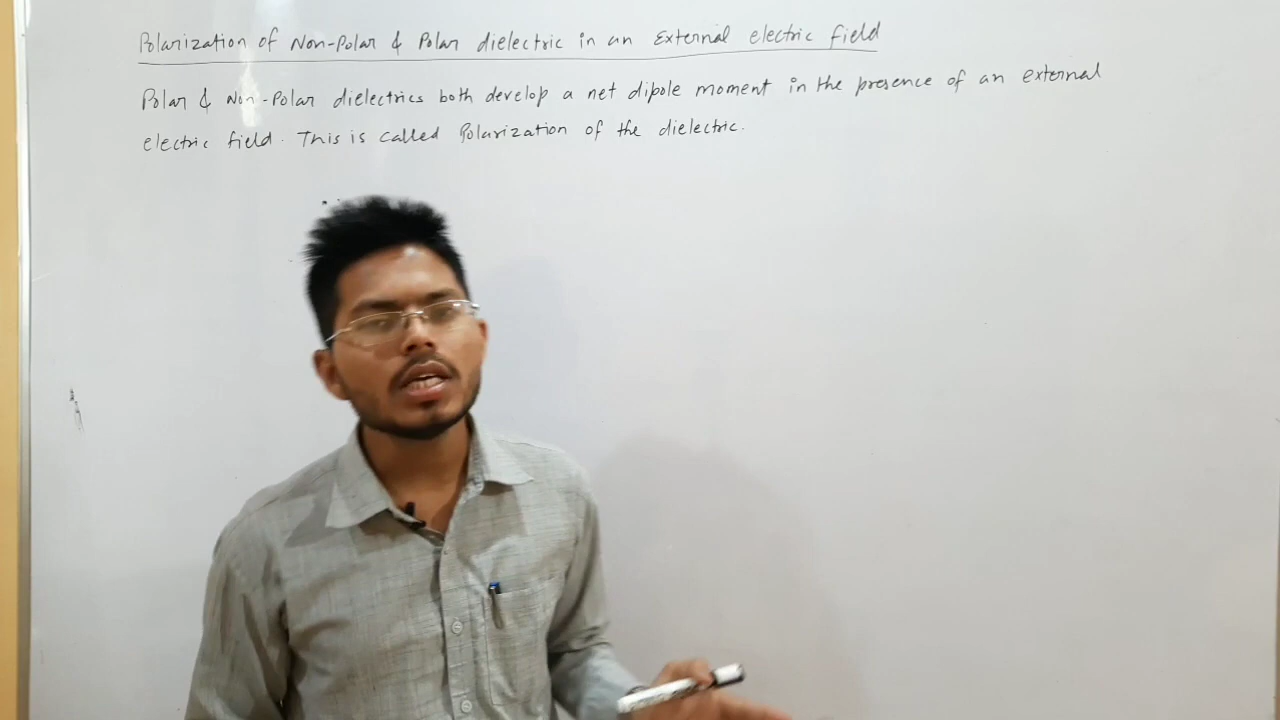 Polarization of Non-Polar & Polar dielectric in an External electric field
Polar & Non-Polar dielectrics both develop a net dipole moment in the presence of an external
electric field. This is called Polarization of the dielectric.